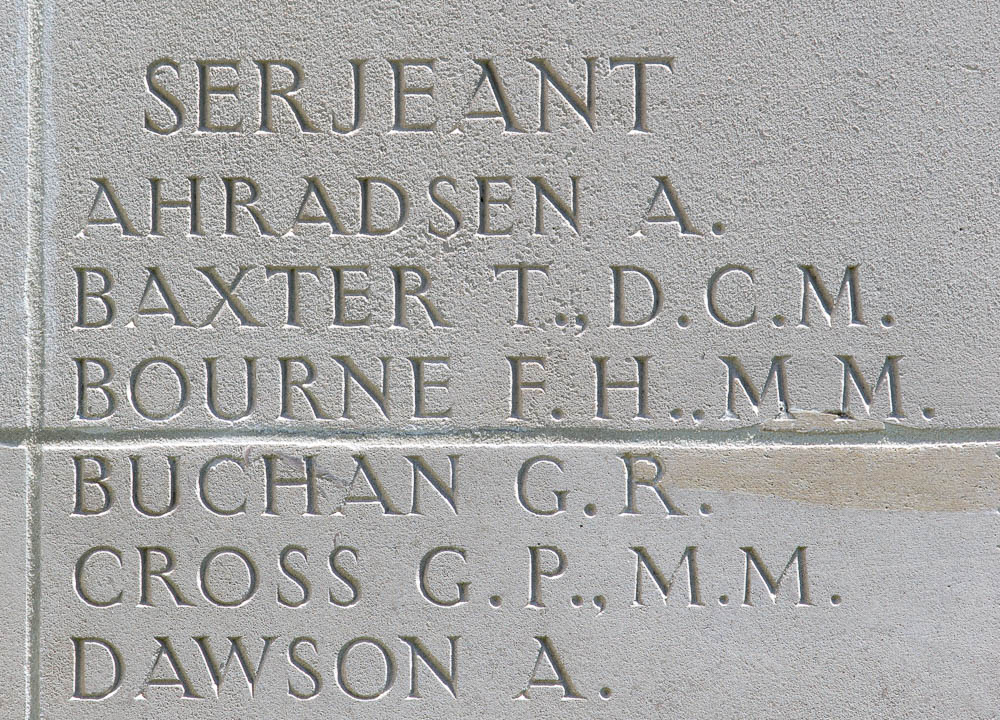 SERJEANT
AHRADSEN A.
BAXTER T., D.C.M.
BOURNE F.H., M M.
BUCHAN G.R.
CROSS G.P., M.M.
DAWSON A.